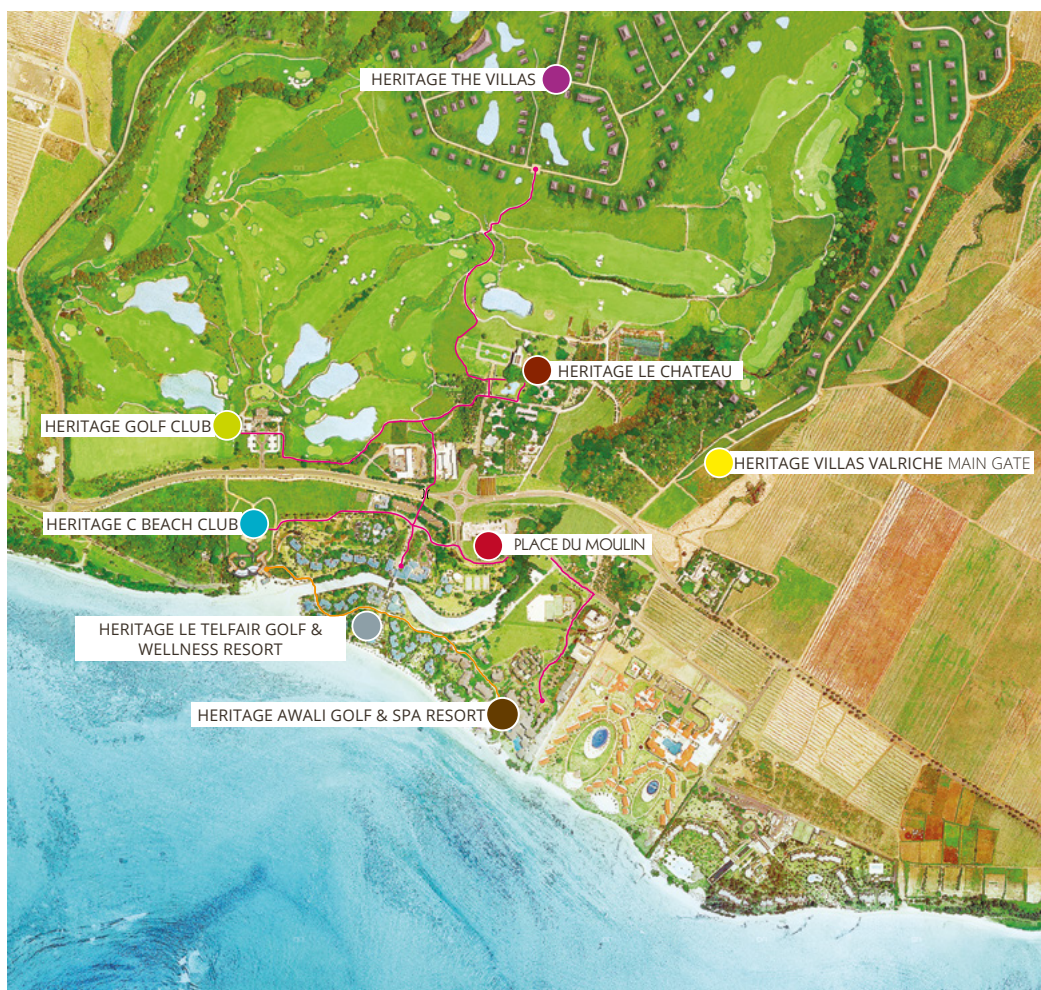 HERITAGE THE VILLAS
HERITAGE LE CHATEAU
HERITAGE GOLF CLUB
HERITAGE VILLAS VALRICHE MAIN GATE
HERITAGE C BEACH CLUB
PLACE DU MOULIN
HERITAGE LE TELFAIR GOLF &
WELLNESS RESORT
HERITAGE AWALI GOLF & SPA RESORT